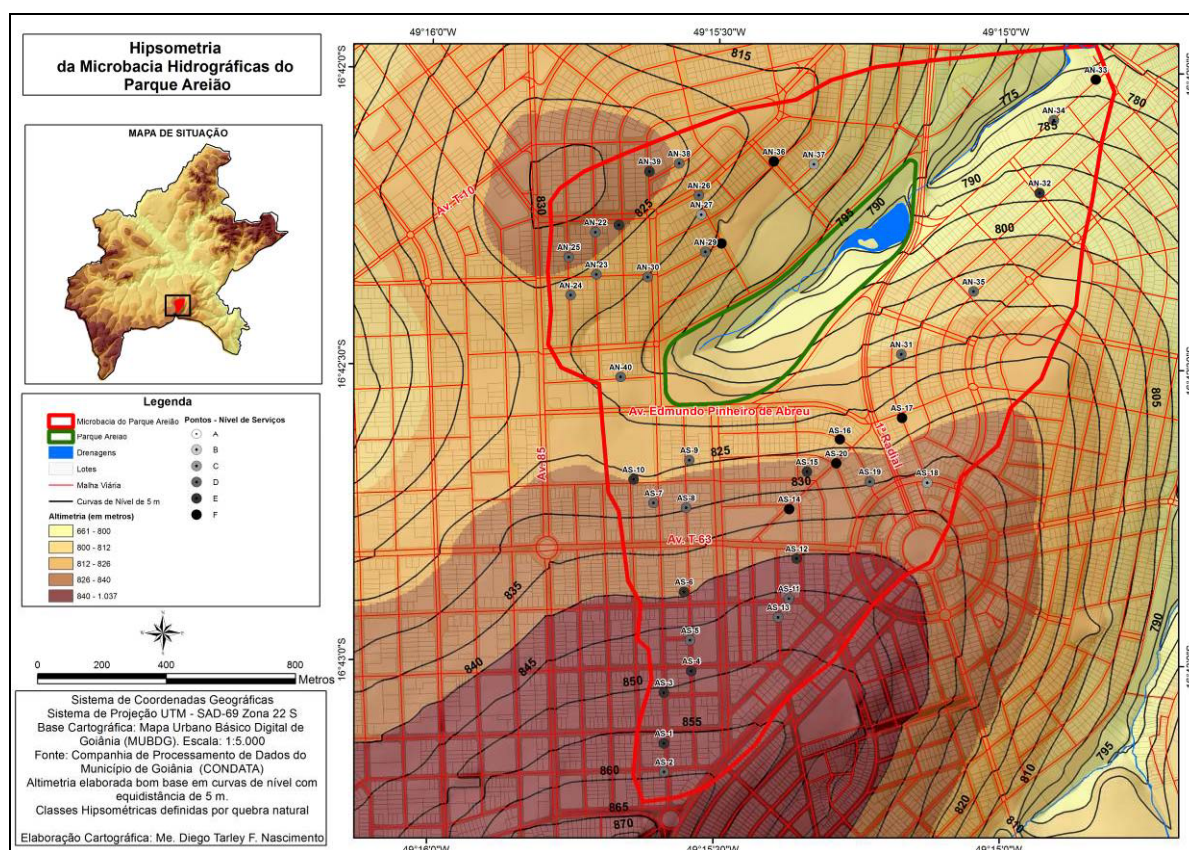 Hipsometria
da Microbacia Hidrográficas do
Parque Areião
MAPA DE SITUAÇÃO
Legenda
Microbacia do Parque Areião
Parque Areiao
Drenagens
Lotes
Malha Viária
Curvas de Nível de 5 m
Altimetria (em metros)
661 - 800
800 - 812
812 - 826
826 - 840
840 - 1.037
Pontos - Nível de Serviços
A
B
C
D
E
F
0 200 400 800
Metros
Sistema de Coordenadas Geográficas
Sistema de Projeção UTM - SAD-69 Zona 22 S
Base Cartográfica: Mapa Urbano Básico Digital de
Goiânia (MUBDG). Escala: 1:5.000
Fonte: Companhia de Processamento de Dados do
Município de Goiânia (CONDATA)
Altimetria elaborada bom base em curvas de nível com
equidistância de 5 m.
Classes Hipsométricas definidas por quebra natural
Elaboração Cartográfica: Me. Diego Tarley F. Nascimento
49°16'0"W 49°15'30"W 49°15'0"W
16°42'0"S
16°42'30"S
16°43'0"S
815
775
AN-33
780
AN-34
785
AN-39
AN-38
AN-36
AN-37
790
AN-32
Av. T-10
830
AN-26
AN-27
825
795
790
AN-22
800
AN-25
AN-29
AN-23
AN-30
AN-24
AN-35
AN-31
AN-40
805
Av. Edmundo Pinheiro de Abreu
AS-17
1ª Radial
AS-16
Av. 85
825
AS-9
AS-20
AS-15
AS-10
830
AS-19
AS-18
AS-7
AS-8
AS-14
Av. T-63
AS-12
835
AS-6
AS-11
AS-13
790
AS-5
840
845
AS-4
850
AS-3
855
AS-1
795
860
AS-2
810
865
820
870
810
49°16'0"W 49°15'30"W 49°15'0"W